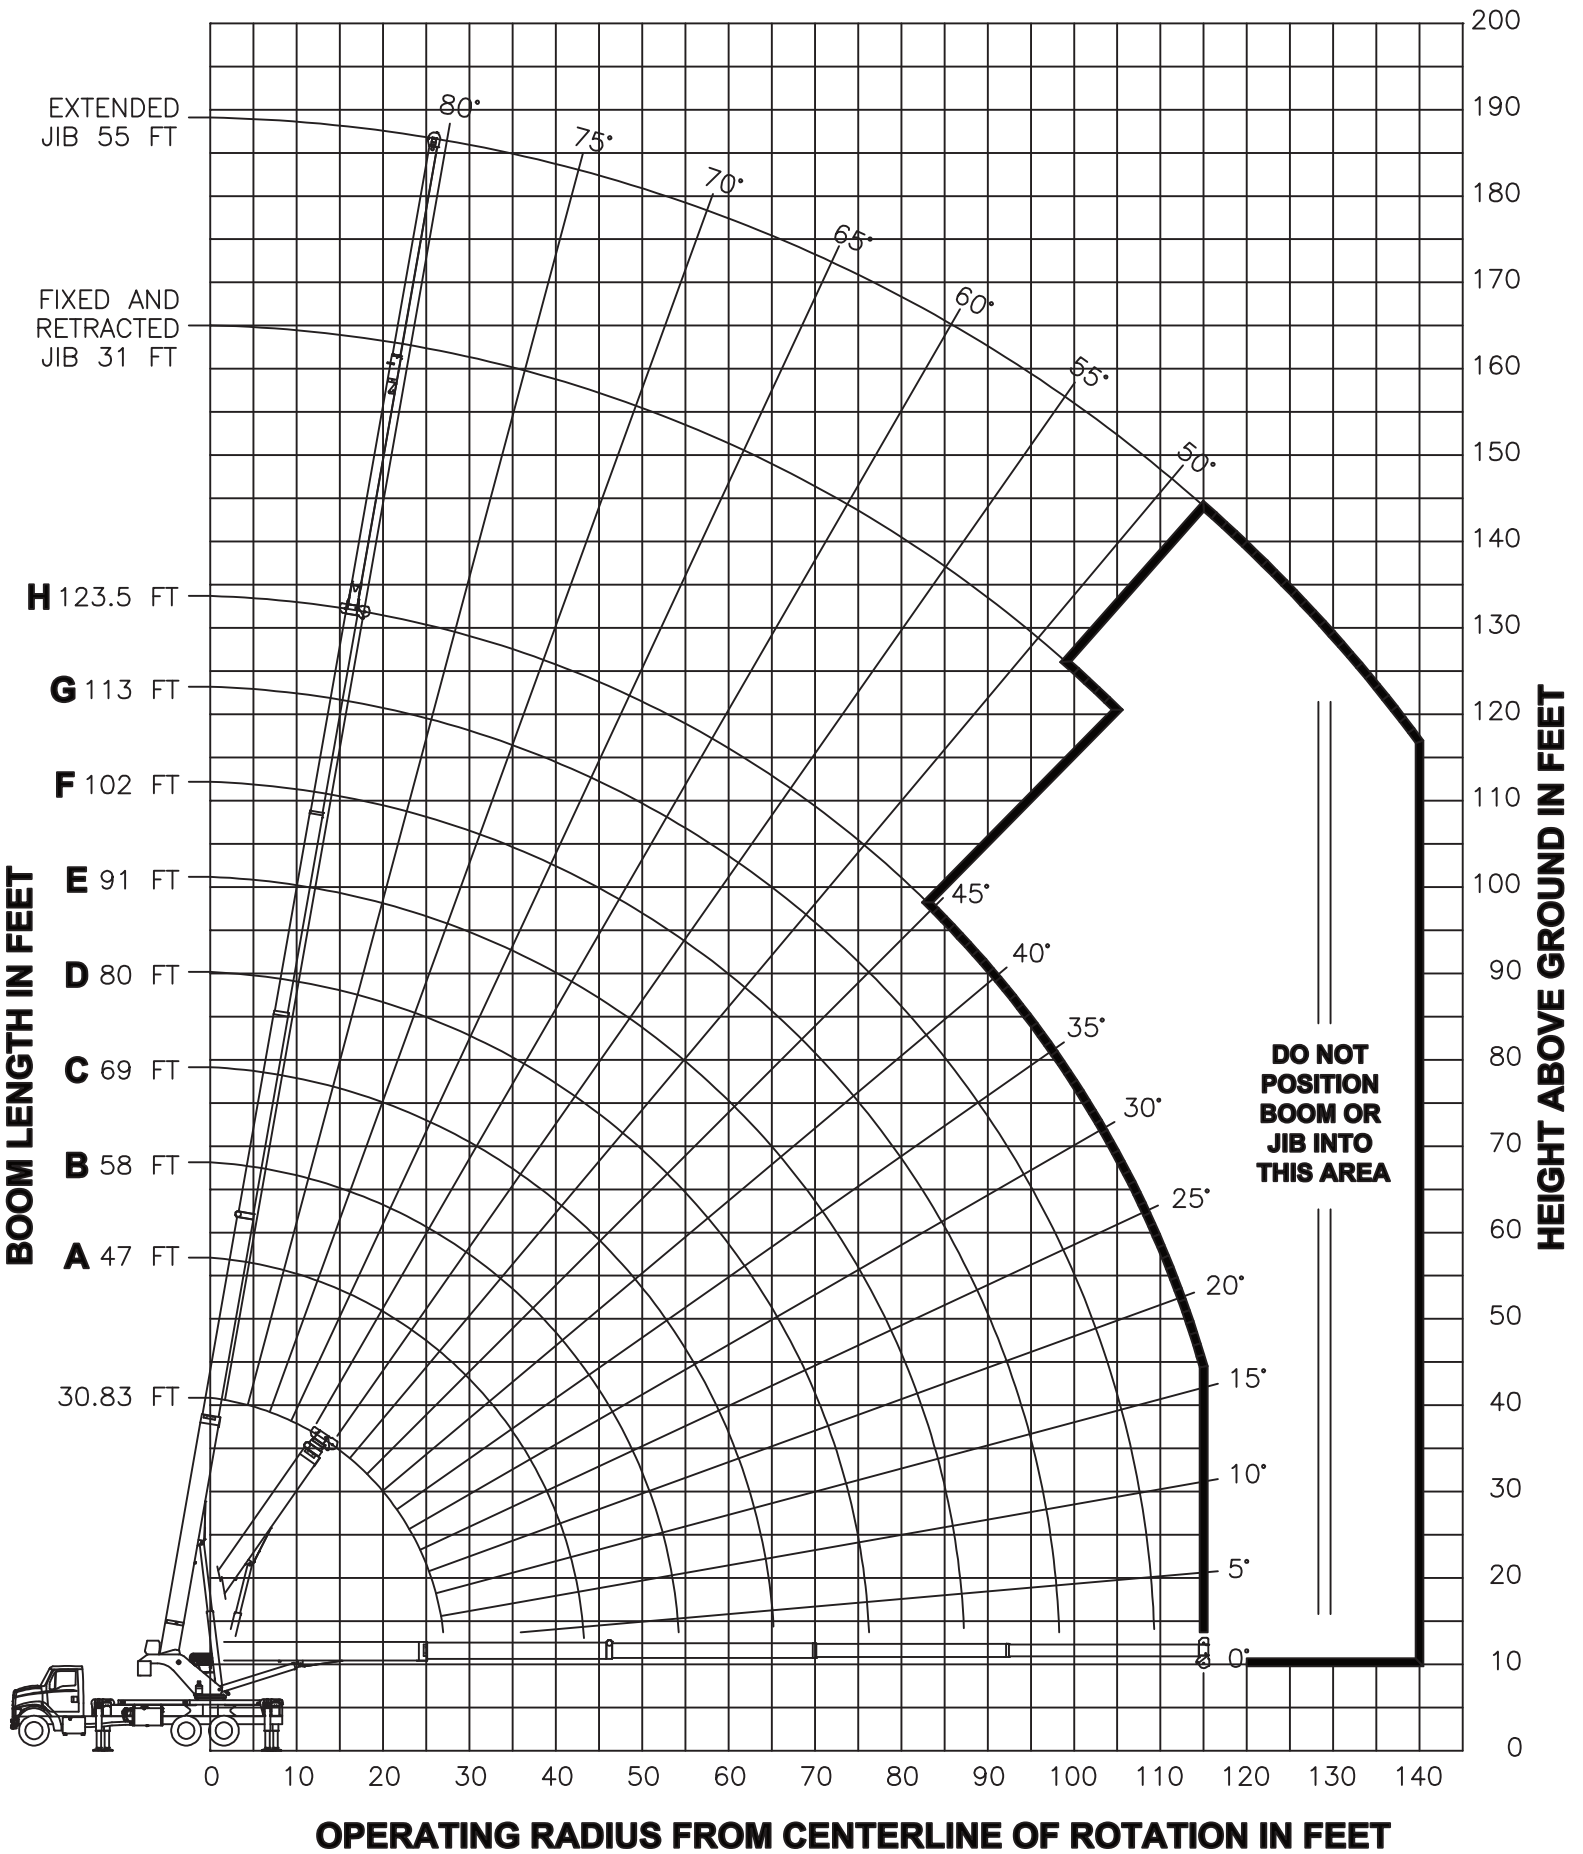 200
EXTENDED
JIB 55 FT
80°
190
75°
70°
180
65°
170
FIXED AND
RETRACTED
JIB 31 FT
60°
160
55°
150
50°
140
H 123.5 FT
130
G 113 FT
120
F 102 FT
110
E 91 FT
100
45°
D 80 FT
90
40°
35°
C 69 FT
80
DO NOT
POSITION
BOOM OR
JIB INTO
THIS AREA
30°
70
B 58 FT
25°
60
A 47 FT
20°
50
15°
30.83 FT
40
10°
30
5°
20
0°
10
0
BOOM LENGTH IN FEET
HEIGHT ABOVE GROUND IN FEET
0 10 20 30 40 50 60 70 80 90 100 110 120 130 140
OPERATING RADIUS FROM CENTERLINE OF ROTATION IN FEET